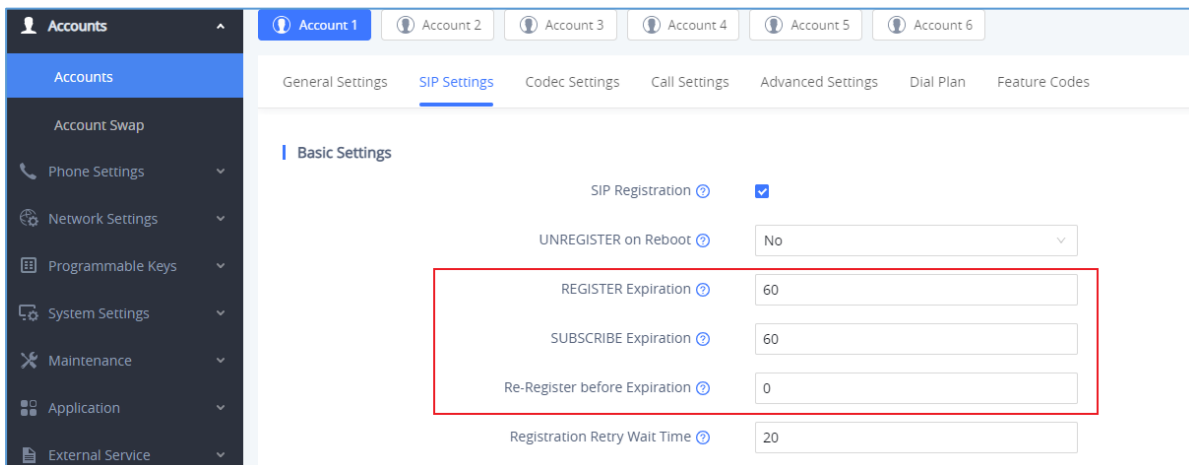 Accounts
Accounts
Account Swap
Phone Settings
Network Settings
Programmable Keys
System Settings
Maintenance
Application
External Service
Account 1 Account 2 Account 3 Account 4 Account 5 Account 6
General Settings SIP Settings Codec Settings Call Settings Advanced Settings Dial Plan Feature Codes
Basic Settings
SIP Registration ?
UNREGISTER on Reboot ? No
REGISTER Expiration ? 60
SUBSCRIBE Expiration ? 60
Re-Register before Expiration ? 0
Registration Retry Wait Time ? 20